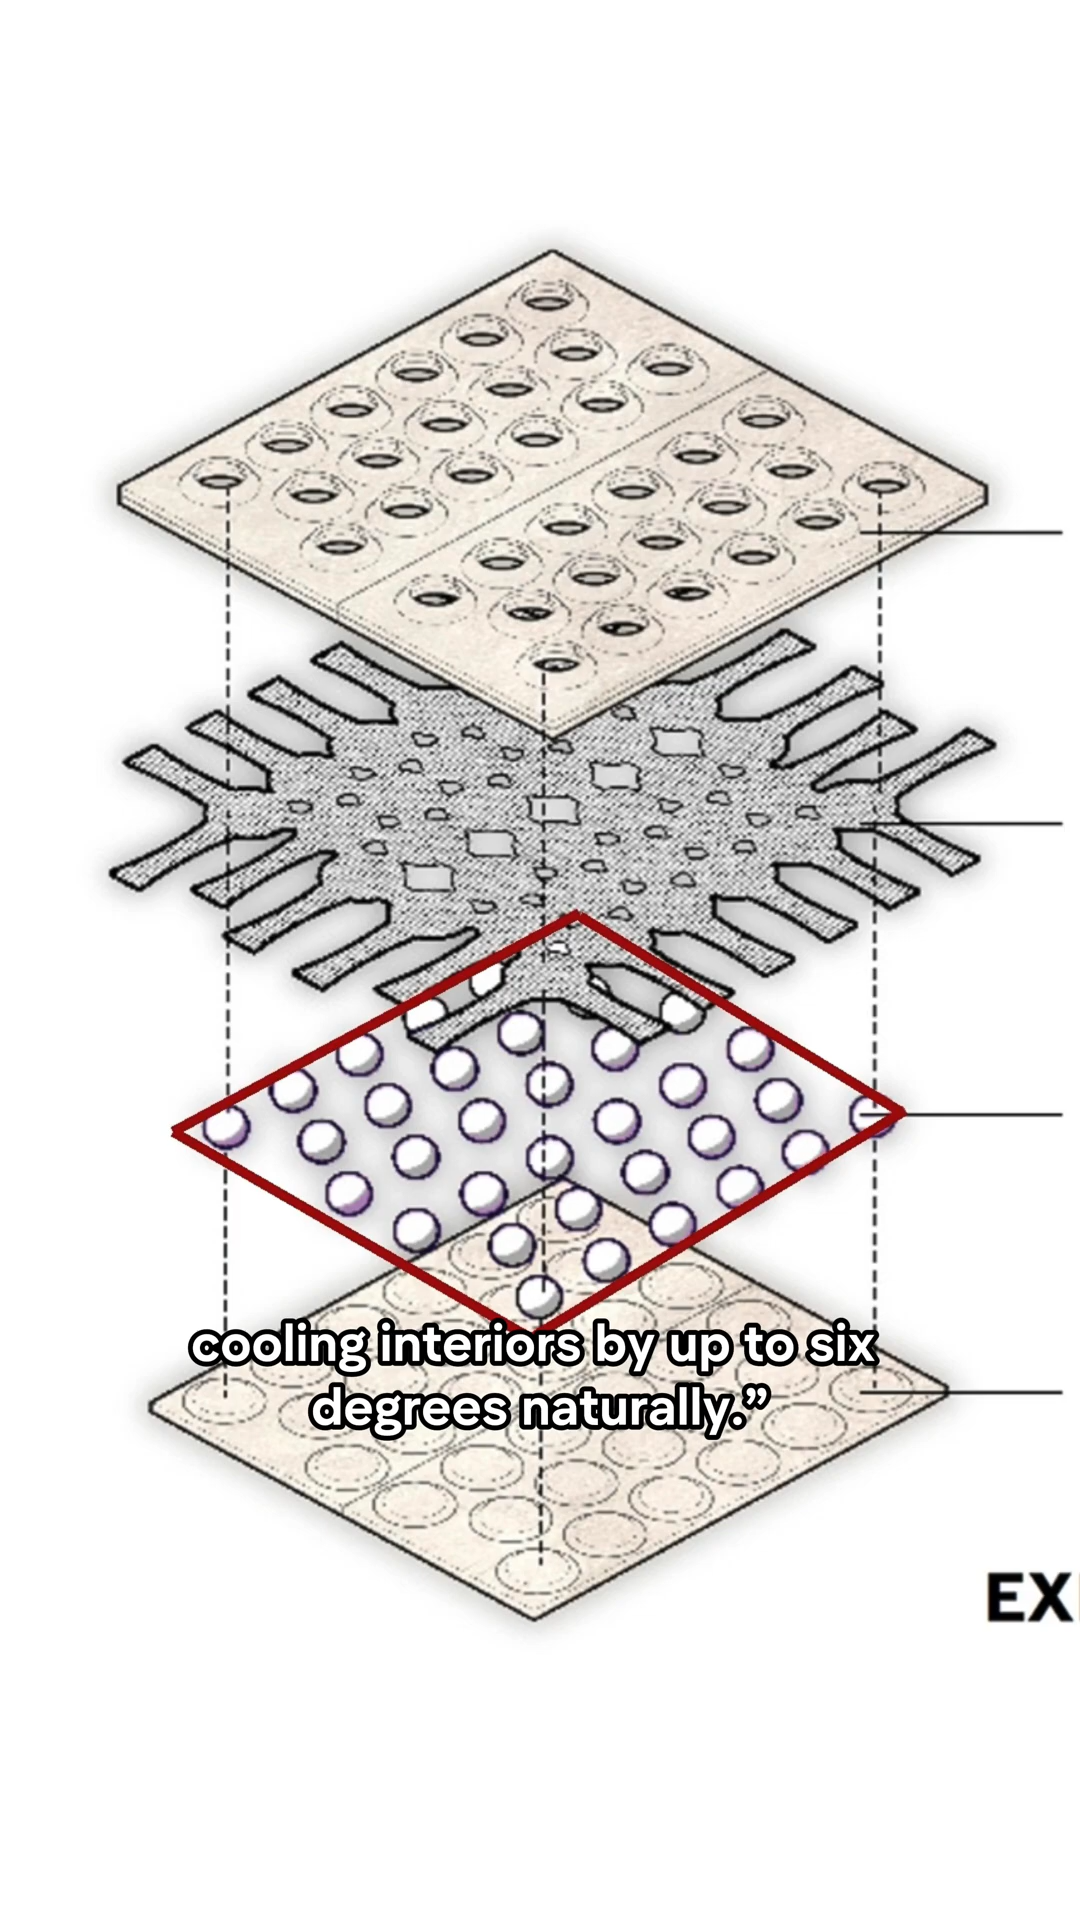 cooling interiors by up to six
degrees naturally.”
EX